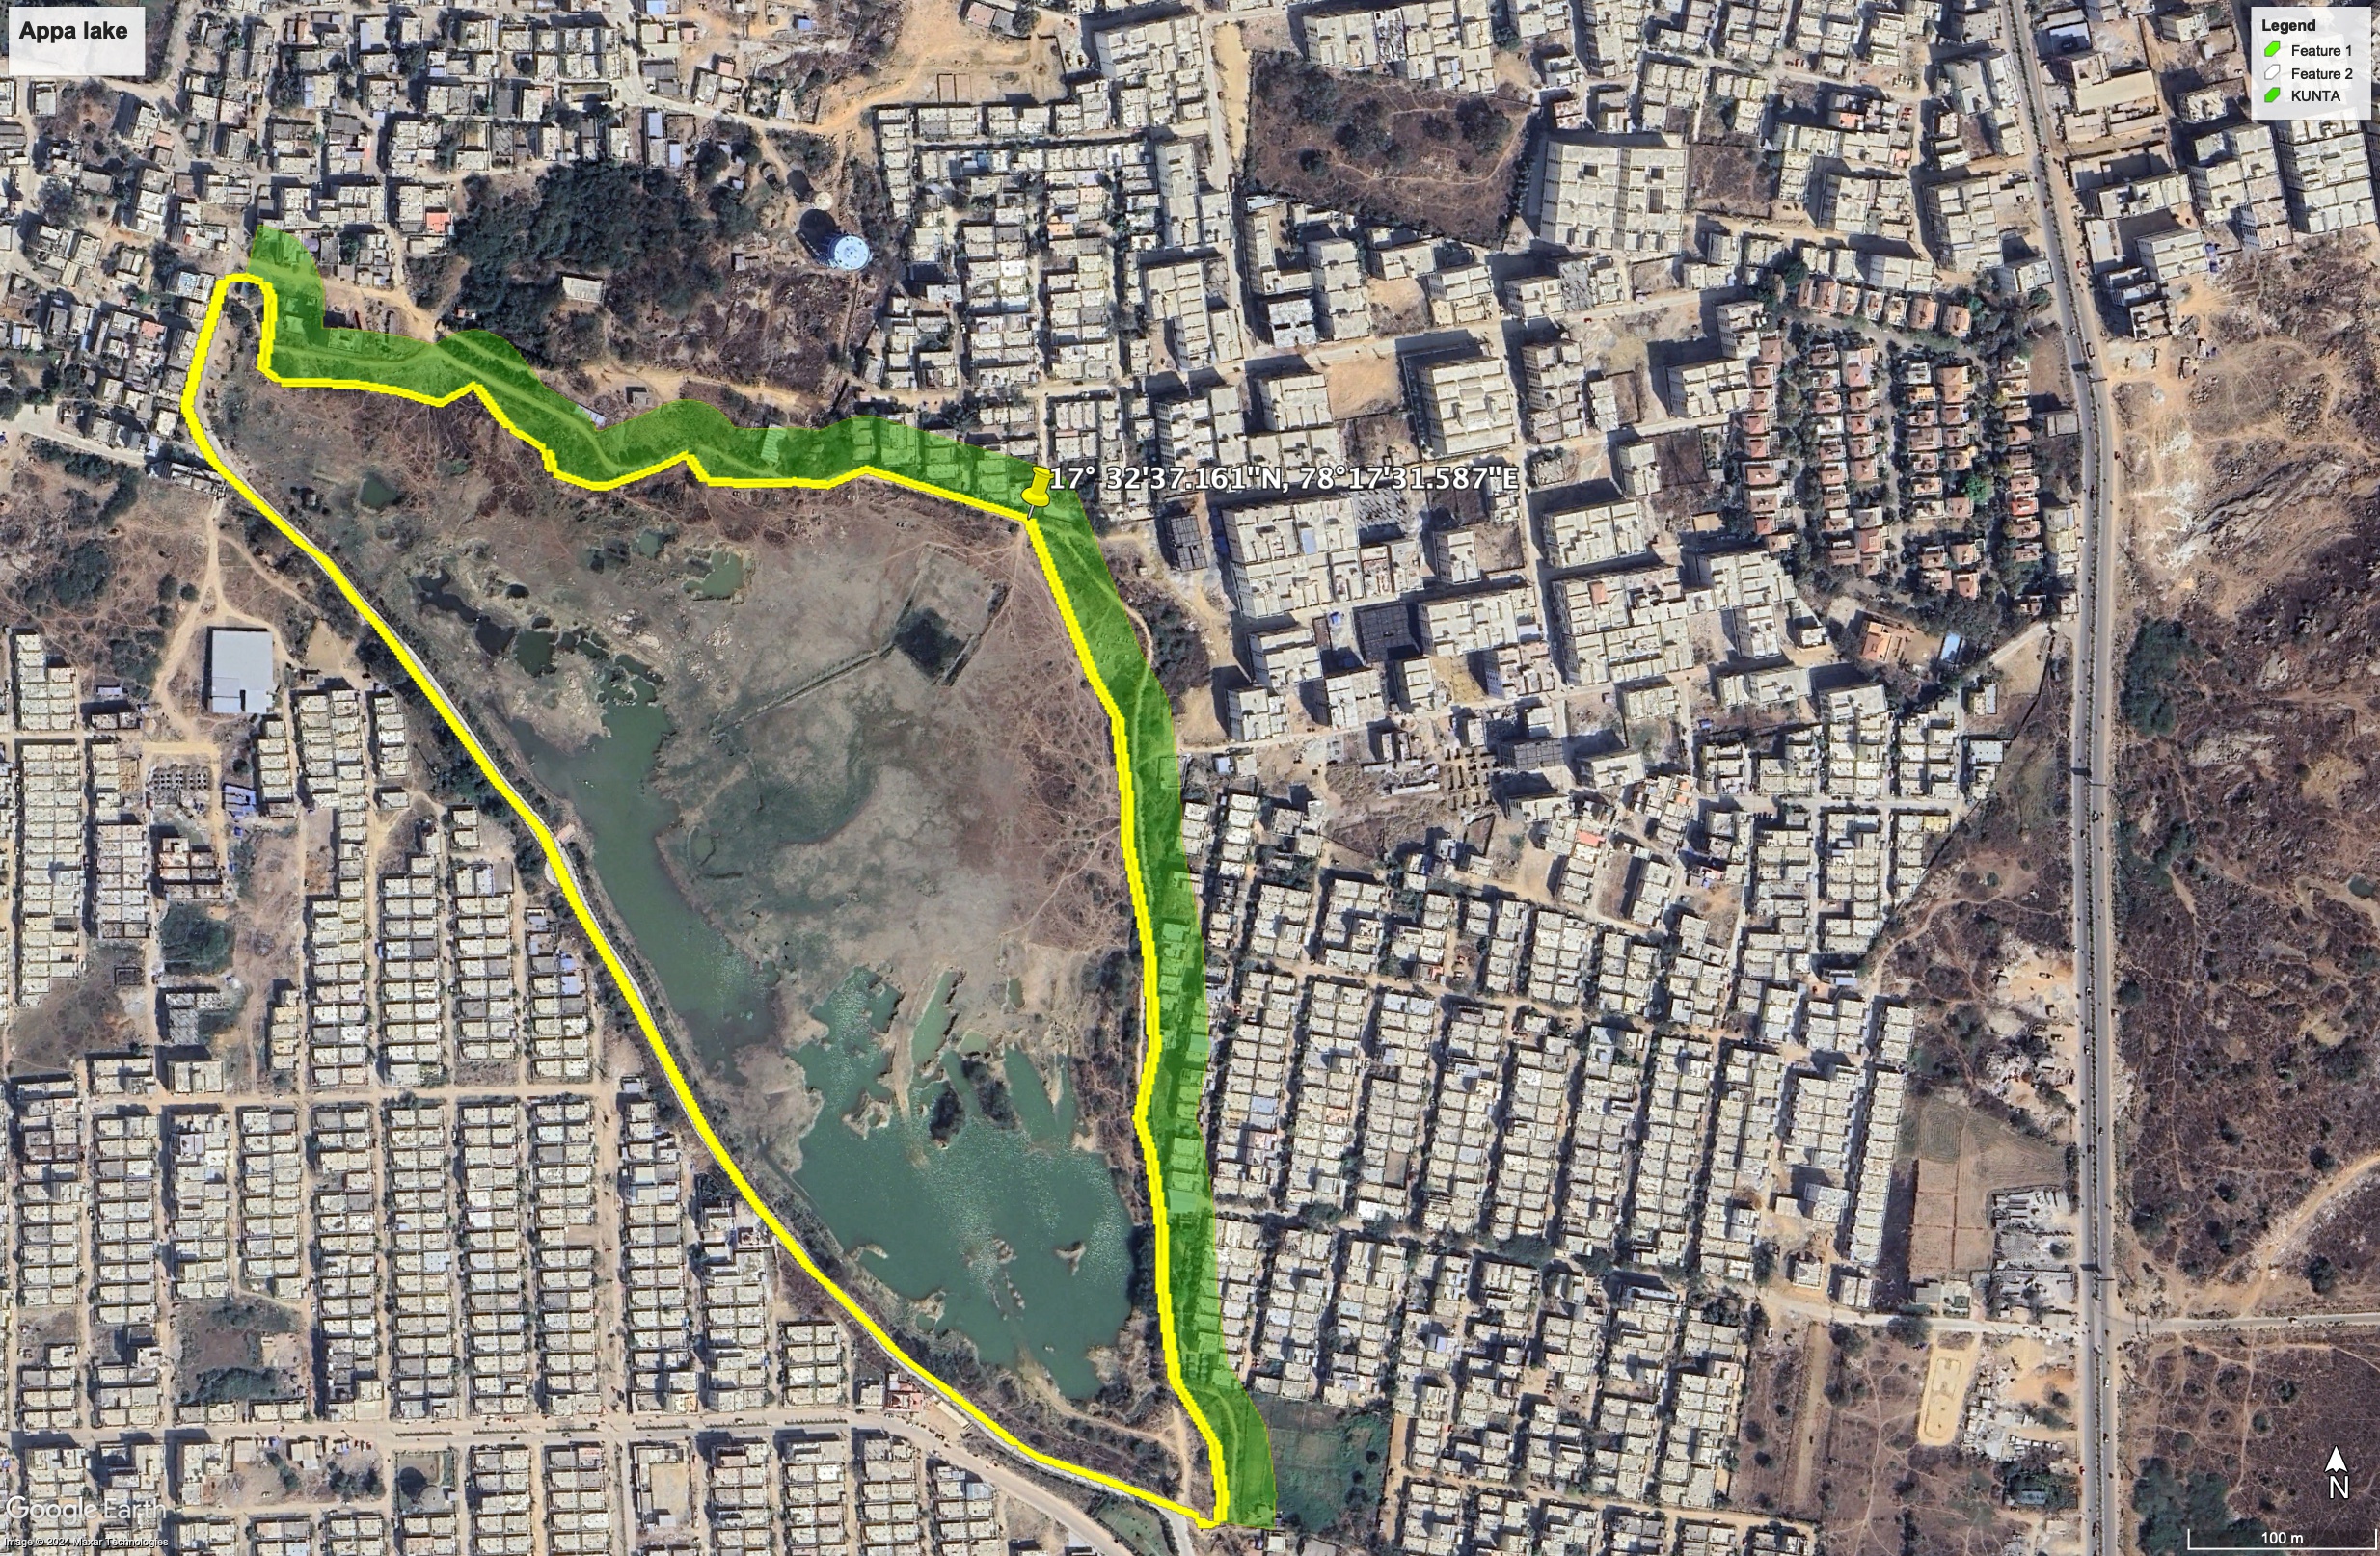 Appa lake
Legend
Feature 1
Feature 2
KUNTA
17° 32'37.161"N, 78°17'31.587"E
N
Google Earth
Image © 2024 Maxar Technologies
100 m